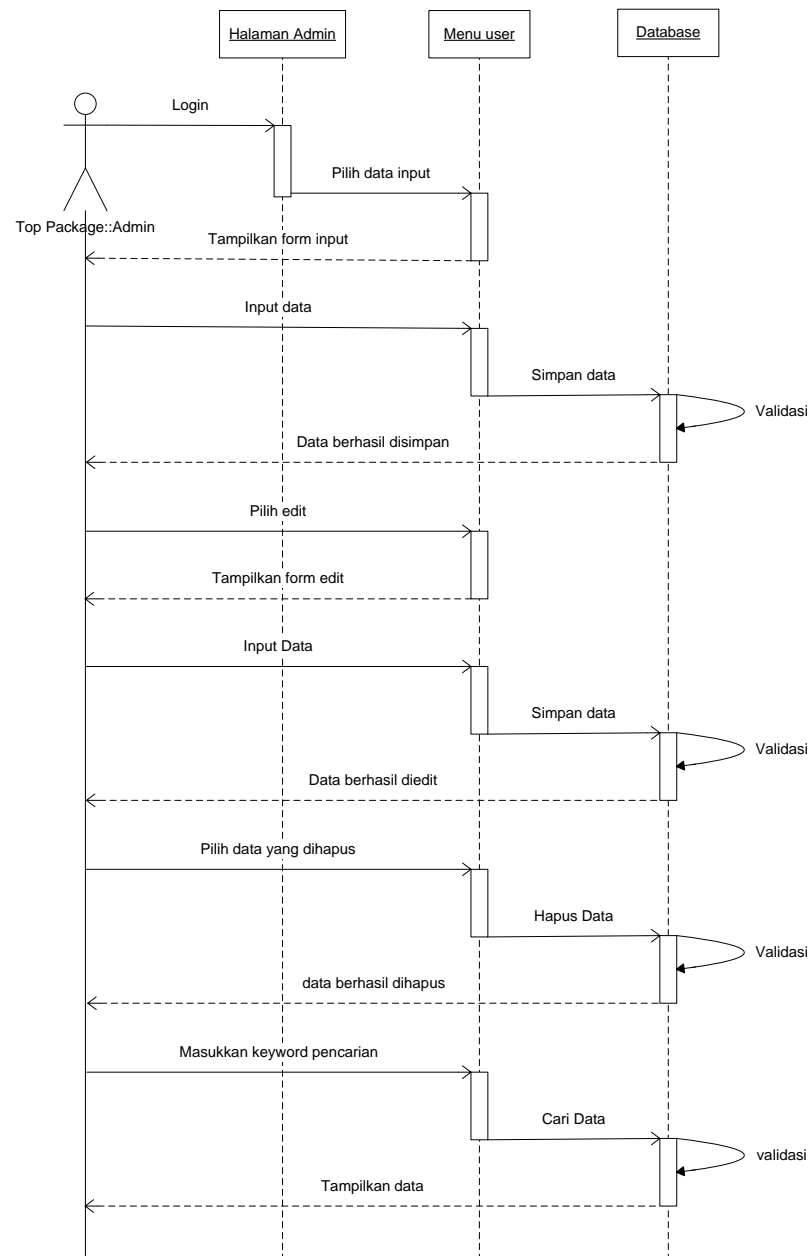 Halaman Admin
Menu user
Database
Login
Pilih data input
Top Package::Admin
Tampilkan form input
Input data
Simpan data
Validasi
Data berhasil disimpan
Pilih edit
Tampilkan form edit
Input Data
Simpan data
Validasi
Data berhasil diedit
Pilih data yang dihapus
Hapus Data
Validasi
data berhasil dihapus
Masukkan keyword pencarian
Cari Data
validasi
Tampilkan data